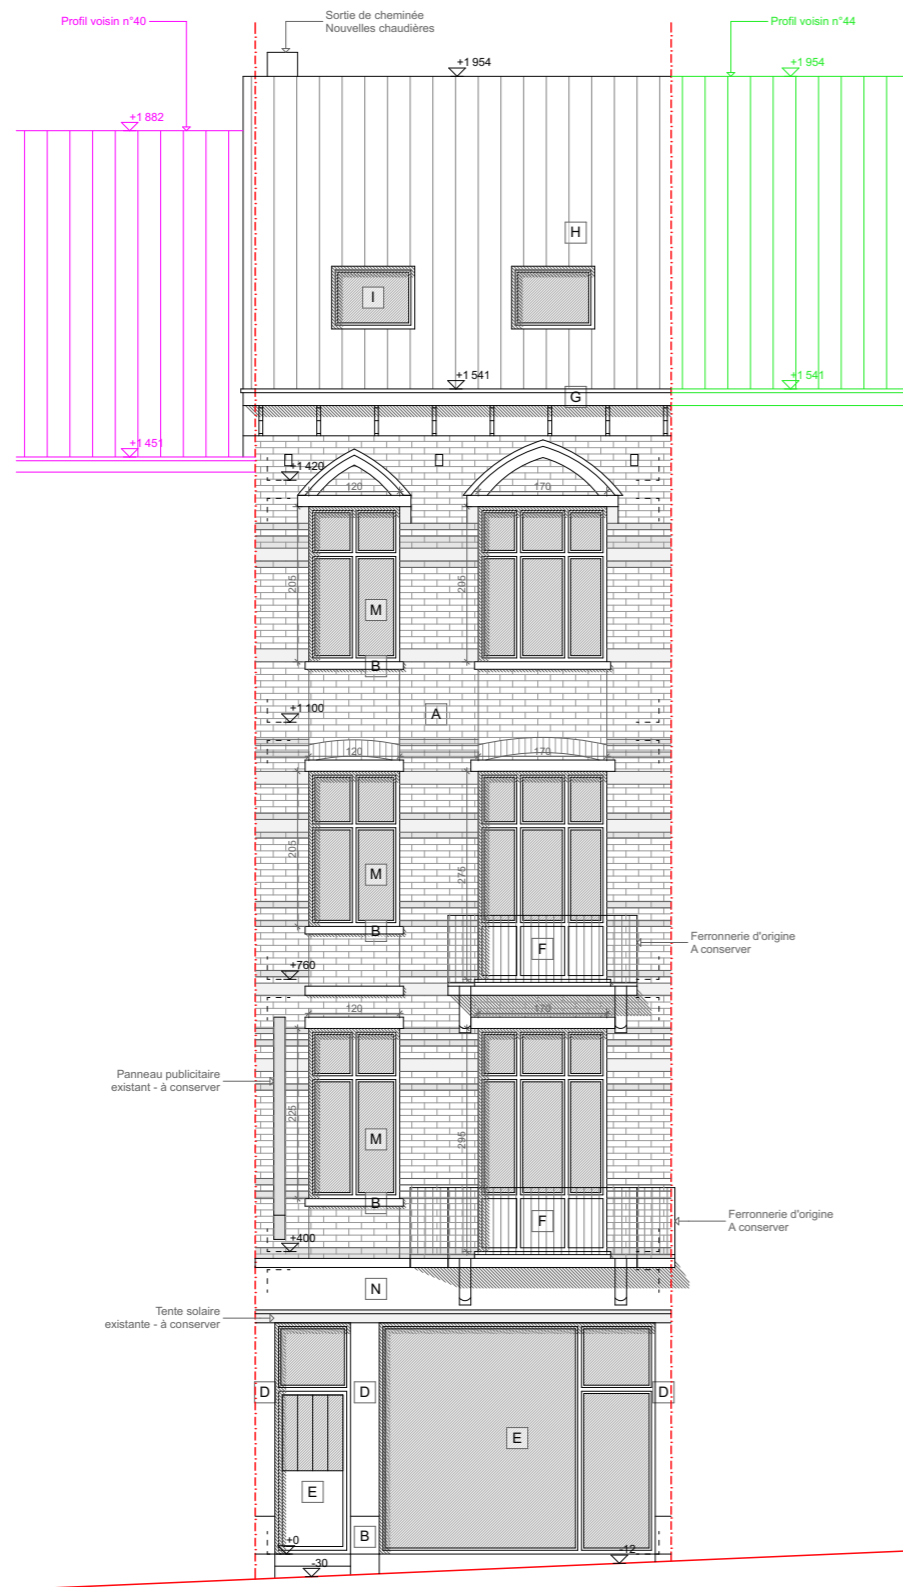 Profil voisin n°40
Sortie de cheminée
Nouvelles chaudières
Profil voisin n°44
+1 954
+1 954
+1 882
H
I
+1 541
+1 541
G
+1 451
+1 420
120
170
205
205
M
B
+1 100
A
120
170
205
275
M
B
F
Ferronnerie d'origine
A conserver
+760
120
170
Panneau publicitaire
existant - à conserver
225
295
M
B
F
Ferronnerie d'origine
A conserver
+400
N
Tente solaire
existante - à conserver
D
D
D
E
E
B
+0
-12
-30